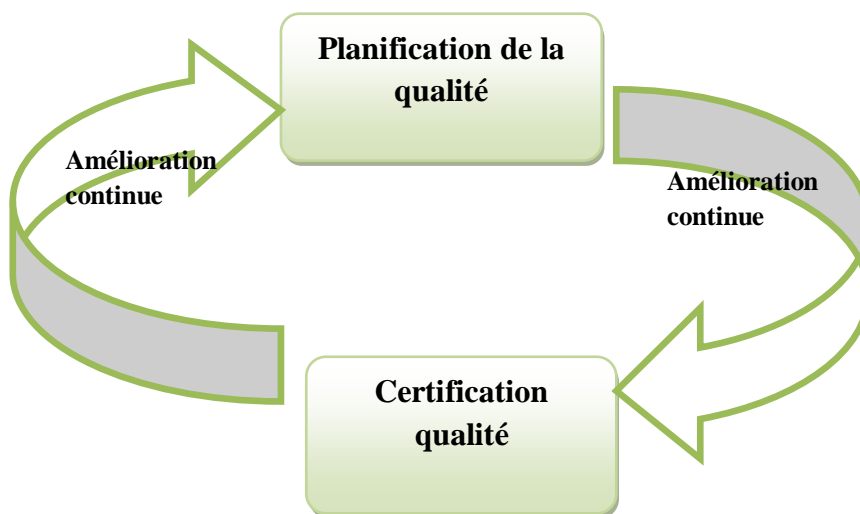 Planification de la
qualité
Amélioration
continue
Amélioration
continue
Certification
qualité